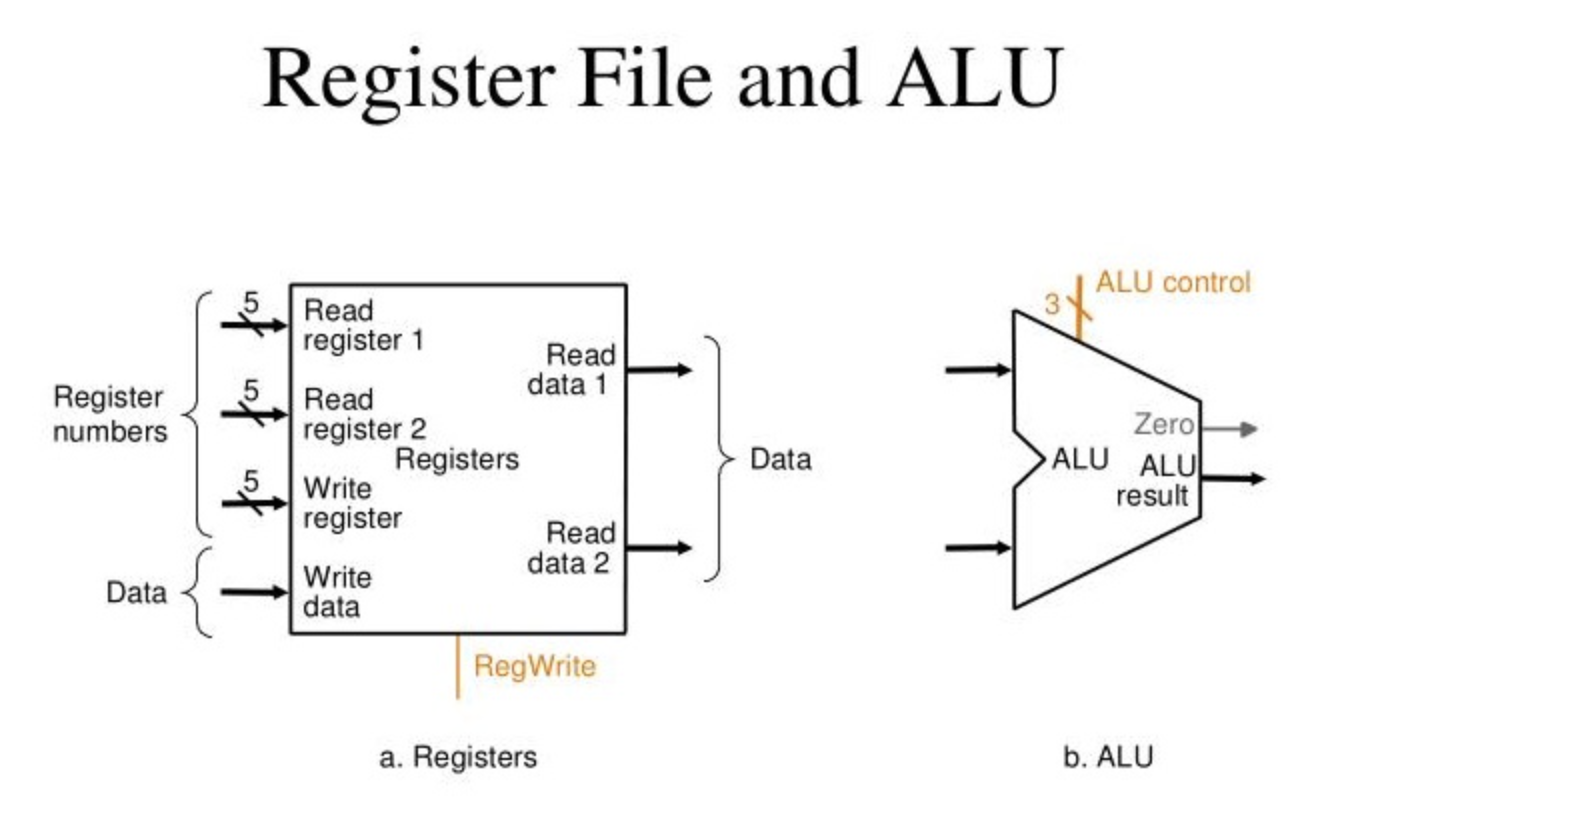 Register File and ALU
5
Read
register 1
5
Read
register 2
Registers
5
Write
register
Write
data
Register
numbers
Data
Read
data 1
Read
data 2
Data
RegWrite
a. Registers
ALU control
3
Zero
ALU
ALU
result
b. ALU